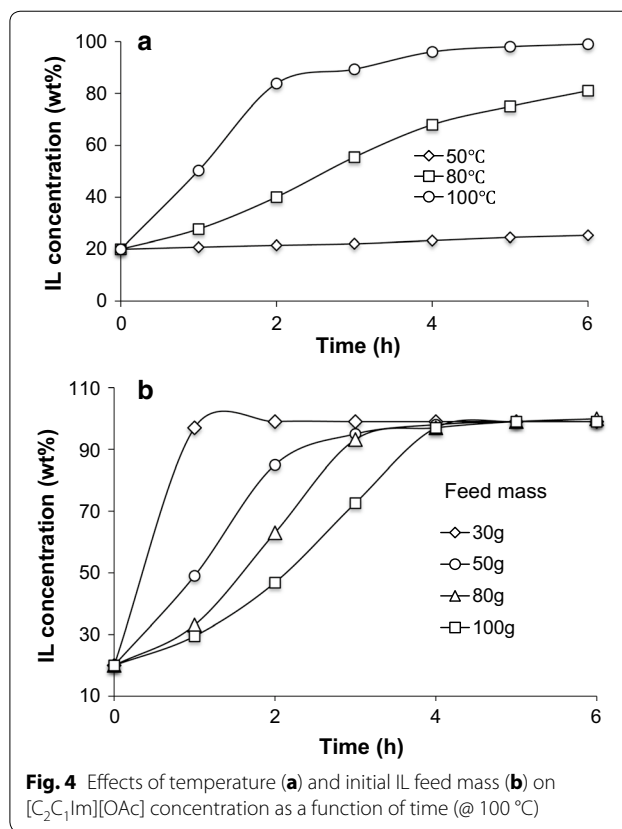 a
IL concentration (wt%)
100
80
60
40
20
0
50℃
80℃
100℃
0 2 4 6
Time (h)
b
IL concentration (wt%)
110
90
70
50
30
10
Feed mass
30g
50g
80g
100g
0 2 4 6
Time (h)
Fig. 4 Effects of temperature (a) and initial IL feed mass (b) on
[C₂C₁Im][OAc] concentration as a function of time (@ 100 °C)